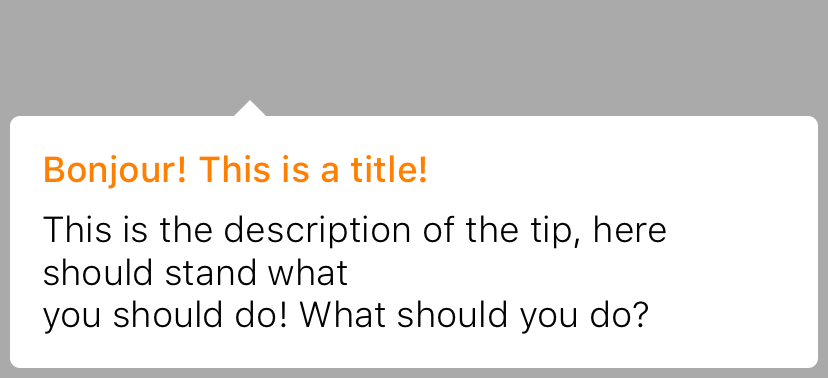 Bonjour! This is a title!
This is the description of the tip, here
should stand what
you should do! What should you do?